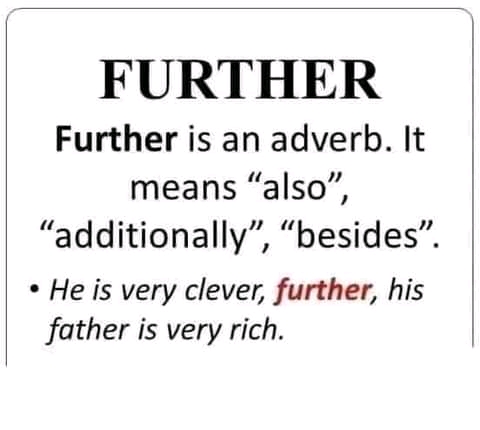 FURTHER
Further is an adverb. It
means “also”,
“additionally”, “besides”.
• He is very clever, further, his
father is very rich.